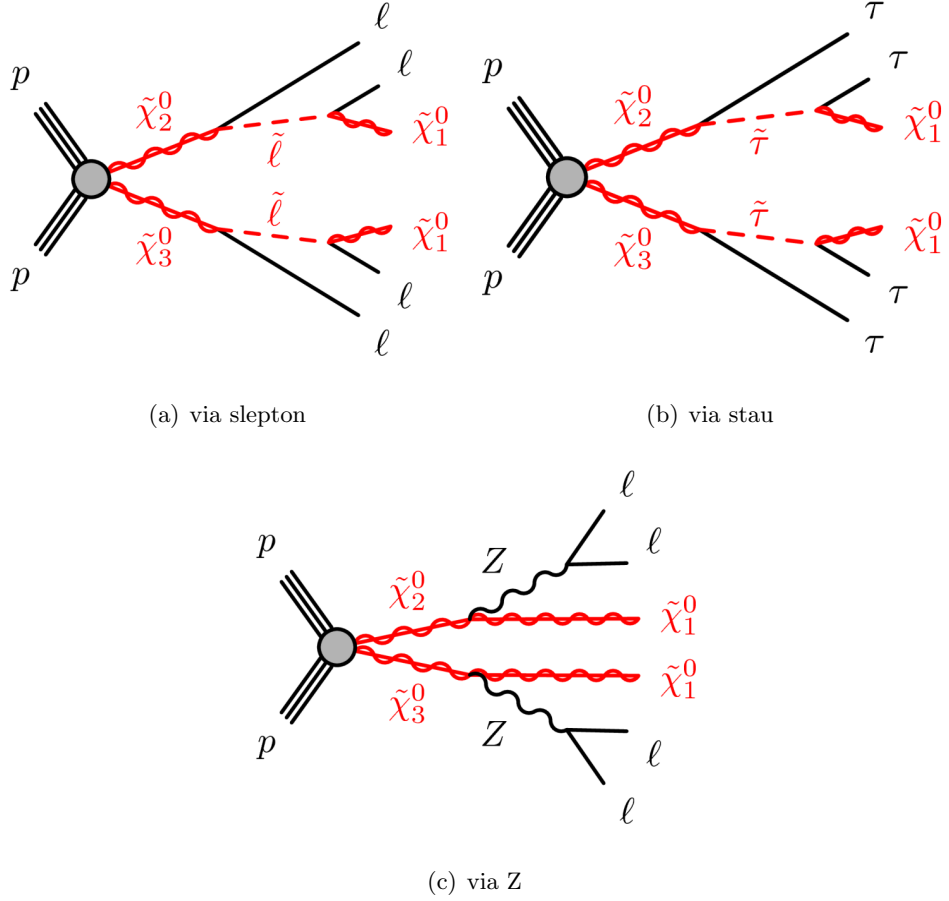 p
p
χ̃⁰₂
χ̃⁰₃
ℓ̃
ℓ̃
ℓ
ℓ
χ̃⁰₁
χ̃⁰₁
ℓ
ℓ
(a) via slepton
p
p
χ̃⁰₂
χ̃⁰₃
τ̃
τ̃
τ
τ
χ̃⁰₁
χ̃⁰₁
τ
τ
(b) via stau
p
p
χ̃⁰₂
χ̃⁰₃
Z
Z
ℓ
ℓ
χ̃⁰₁
χ̃⁰₁
ℓ
ℓ
(c) via Z